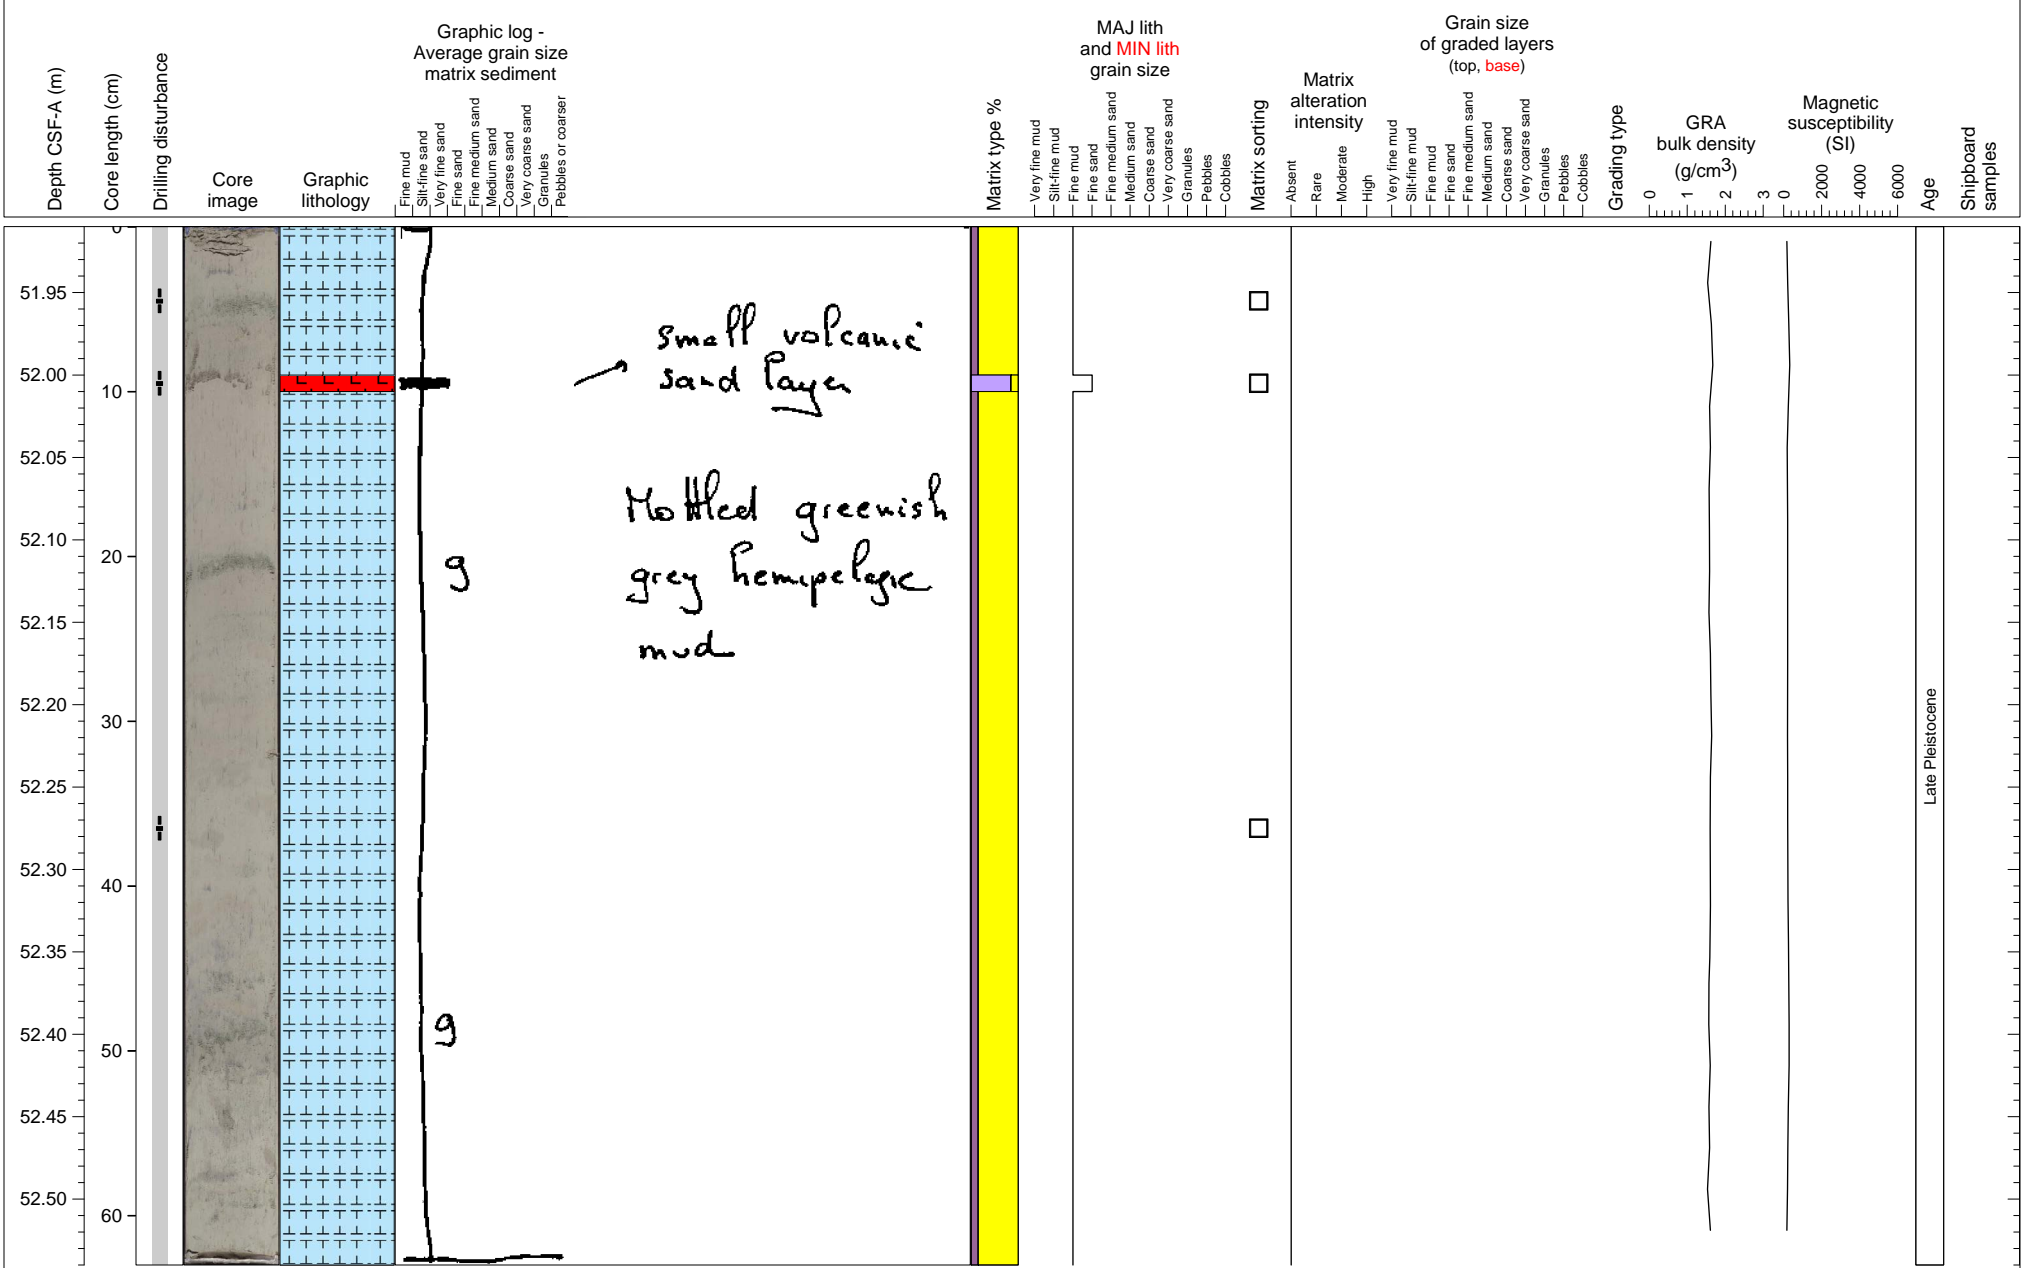 Depth CSF-A (m)
Core length (cm)
Drilling disturbance
Core
image
Graphic
lithology
Graphic log -
Average grain size
matrix sediment
Fine mud
Silt-fine sand
Very fine sand
Fine sand
Fine medium sand
Medium sand
Coarse sand
Very coarse sand
Granules
Pebbles or coarser
Matrix type %
MAJ lith
and MIN lith
grain size
Very fine mud
Silt-fine mud
Fine mud
Fine sand
Fine medium sand
Medium sand
Coarse sand
Very coarse sand
Granules
Pebbles
Cobbles
Matrix sorting
Matrix
alteration
intensity
Absent
Rare
Moderate
High
Grain size
of graded layers
(top, base)
Very fine mud
Silt-fine mud
Fine mud
Fine sand
Fine medium sand
Medium sand
Coarse sand
Very coarse sand
Granules
Pebbles
Cobbles
Grading type
GRA
bulk density
(g/cm3)
0 1 2 3
Magnetic
susceptibility
(SI)
0 2000 4000 6000
Age
Shipboard
samples
51.95
52.00
52.05
52.10
52.15
52.20
52.25
52.30
52.35
52.40
52.45
52.50
0
10
20
30
40
50
60
small volcanic
sand layer
Mottled greenish
grey hemipelagic
mud
g
g
Late Pleistocene